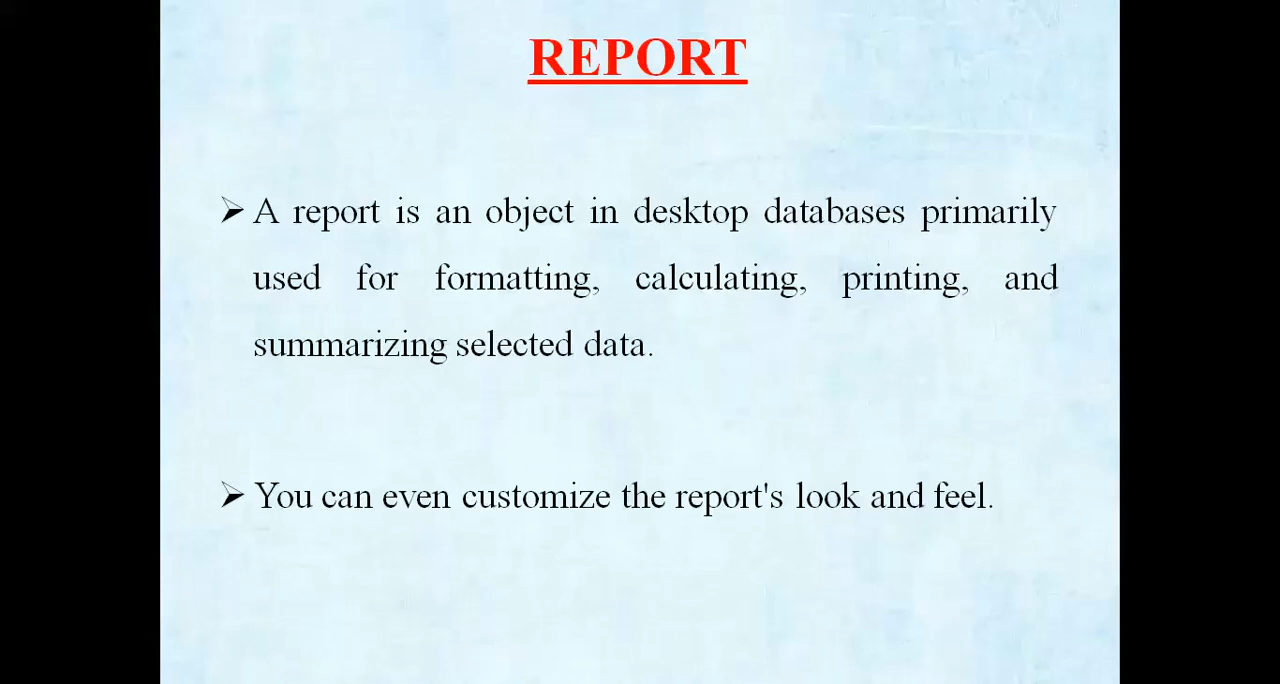 REPORT
➢ A report is an object in desktop databases primarily
used for formatting, calculating, printing, and
summarizing selected data.
➢ You can even customize the report's look and feel.